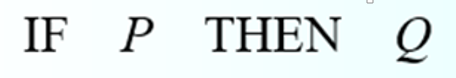 IF P THEN Q